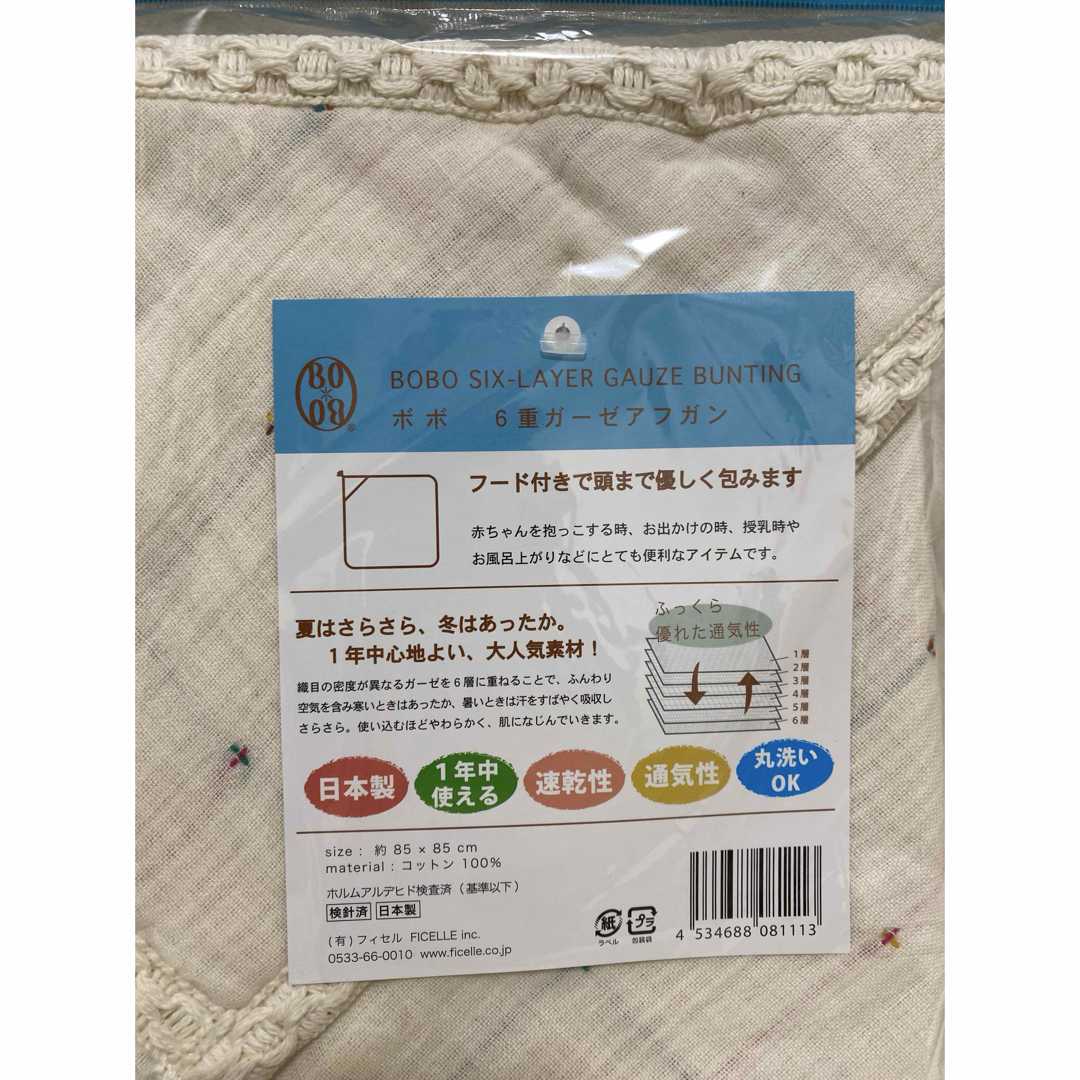 BO
BO®
BOBO SIX-LAYER GAUZE BUNTING
ボボ 6重ガーゼアフガン
フード付きで頭まで優しく包みます
赤ちゃんを抱っこする時、お出かけの時、授乳時や
お風呂上がりなどにとても便利なアイテムです。
夏はさらさら、冬はあったか。
1年中心地よい、大人気素材！
織目の密度が異なるガーゼを6層に重ねることで、ふんわり
空気を含み寒いときはあったか、暑いときは汗をすばやく吸収し
さらさら。使い込むほどやわらかく、肌になじんでいきます。
ふっくら
優れた通気性
1層
2層
3層
4層
5層
6層
日本製
1年中
使える
速乾性
通気性
丸洗い
OK
size : 約 85 × 85 cm
material : コットン 100%
ホルムアルデヒド検査済（基準以下）
検針済 日本製
(有)フィセル FICELLE inc.
0533-66-0010 www.ficelle.co.jp
紙
ラベル
プラ
包装袋
4 534688 081113